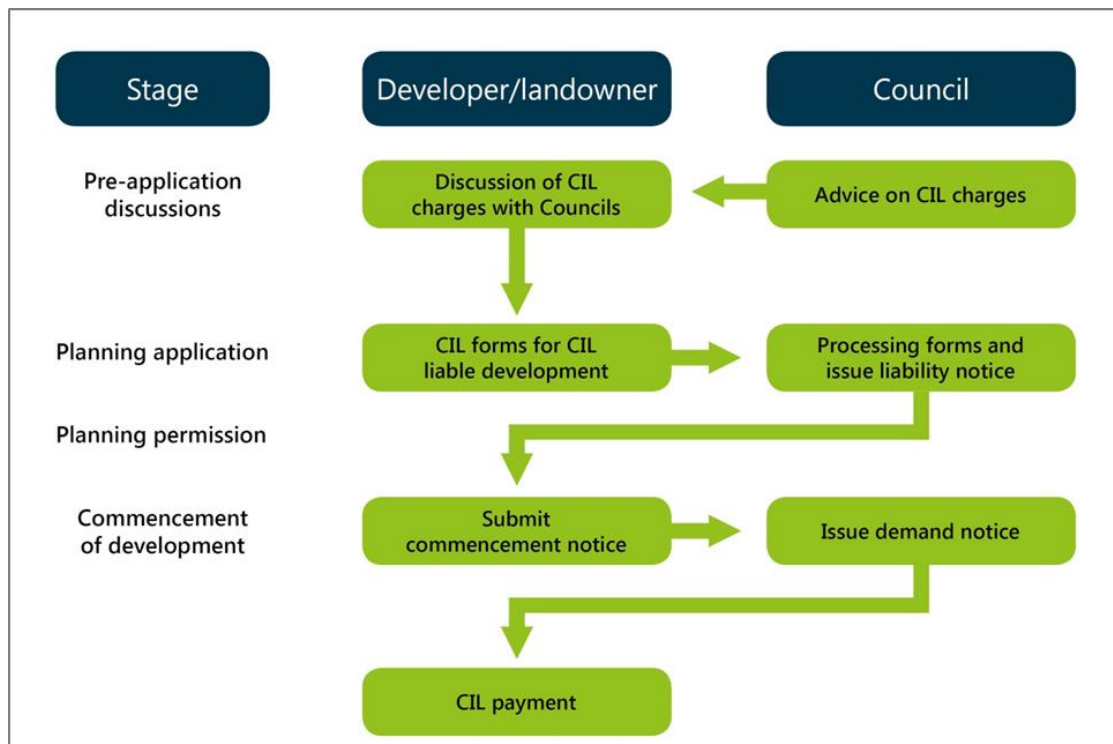 Stage
Developer/landowner
Council
Pre-application
discussions
Discussion of CIL
charges with Councils
Advice on CIL charges
Planning application
CIL forms for CIL
liable development
Processing forms and
issue liability notice
Planning permission
Commencement
of development
Submit
commencement notice
Issue demand notice
CIL payment